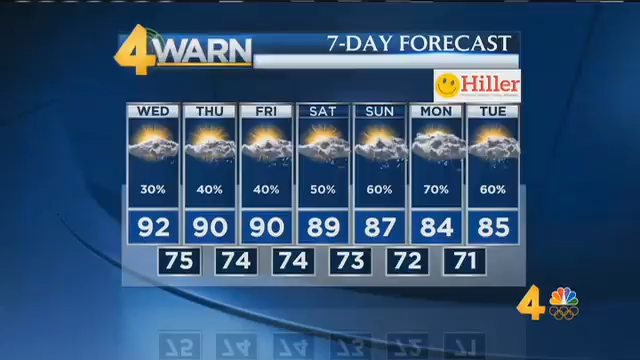 4WARN
7-DAY FORECAST
Hiller
WED THU FRI SAT SUN MON TUE
30% 40% 40% 50% 60% 70% 60%
92 90 90 89 87 84 85
75 74 74 73 72 71
4